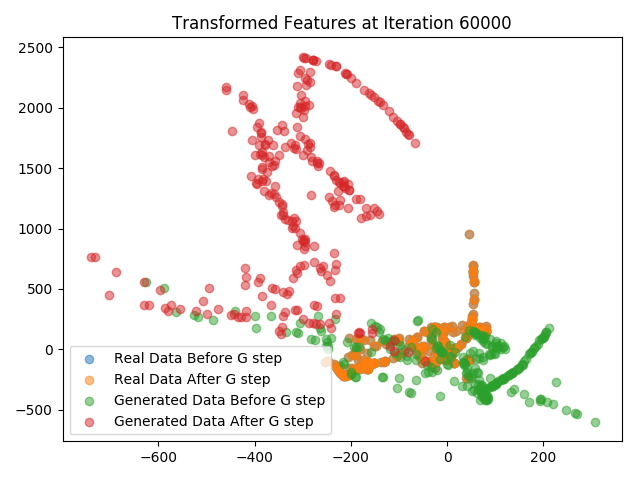 Transformed Features at Iteration 60000
2500
2000
1500
1000
500
0
−500
Real Data Before G step
Real Data After G step
Generated Data Before G step
Generated Data After G step
−600 −400 −200 0 200